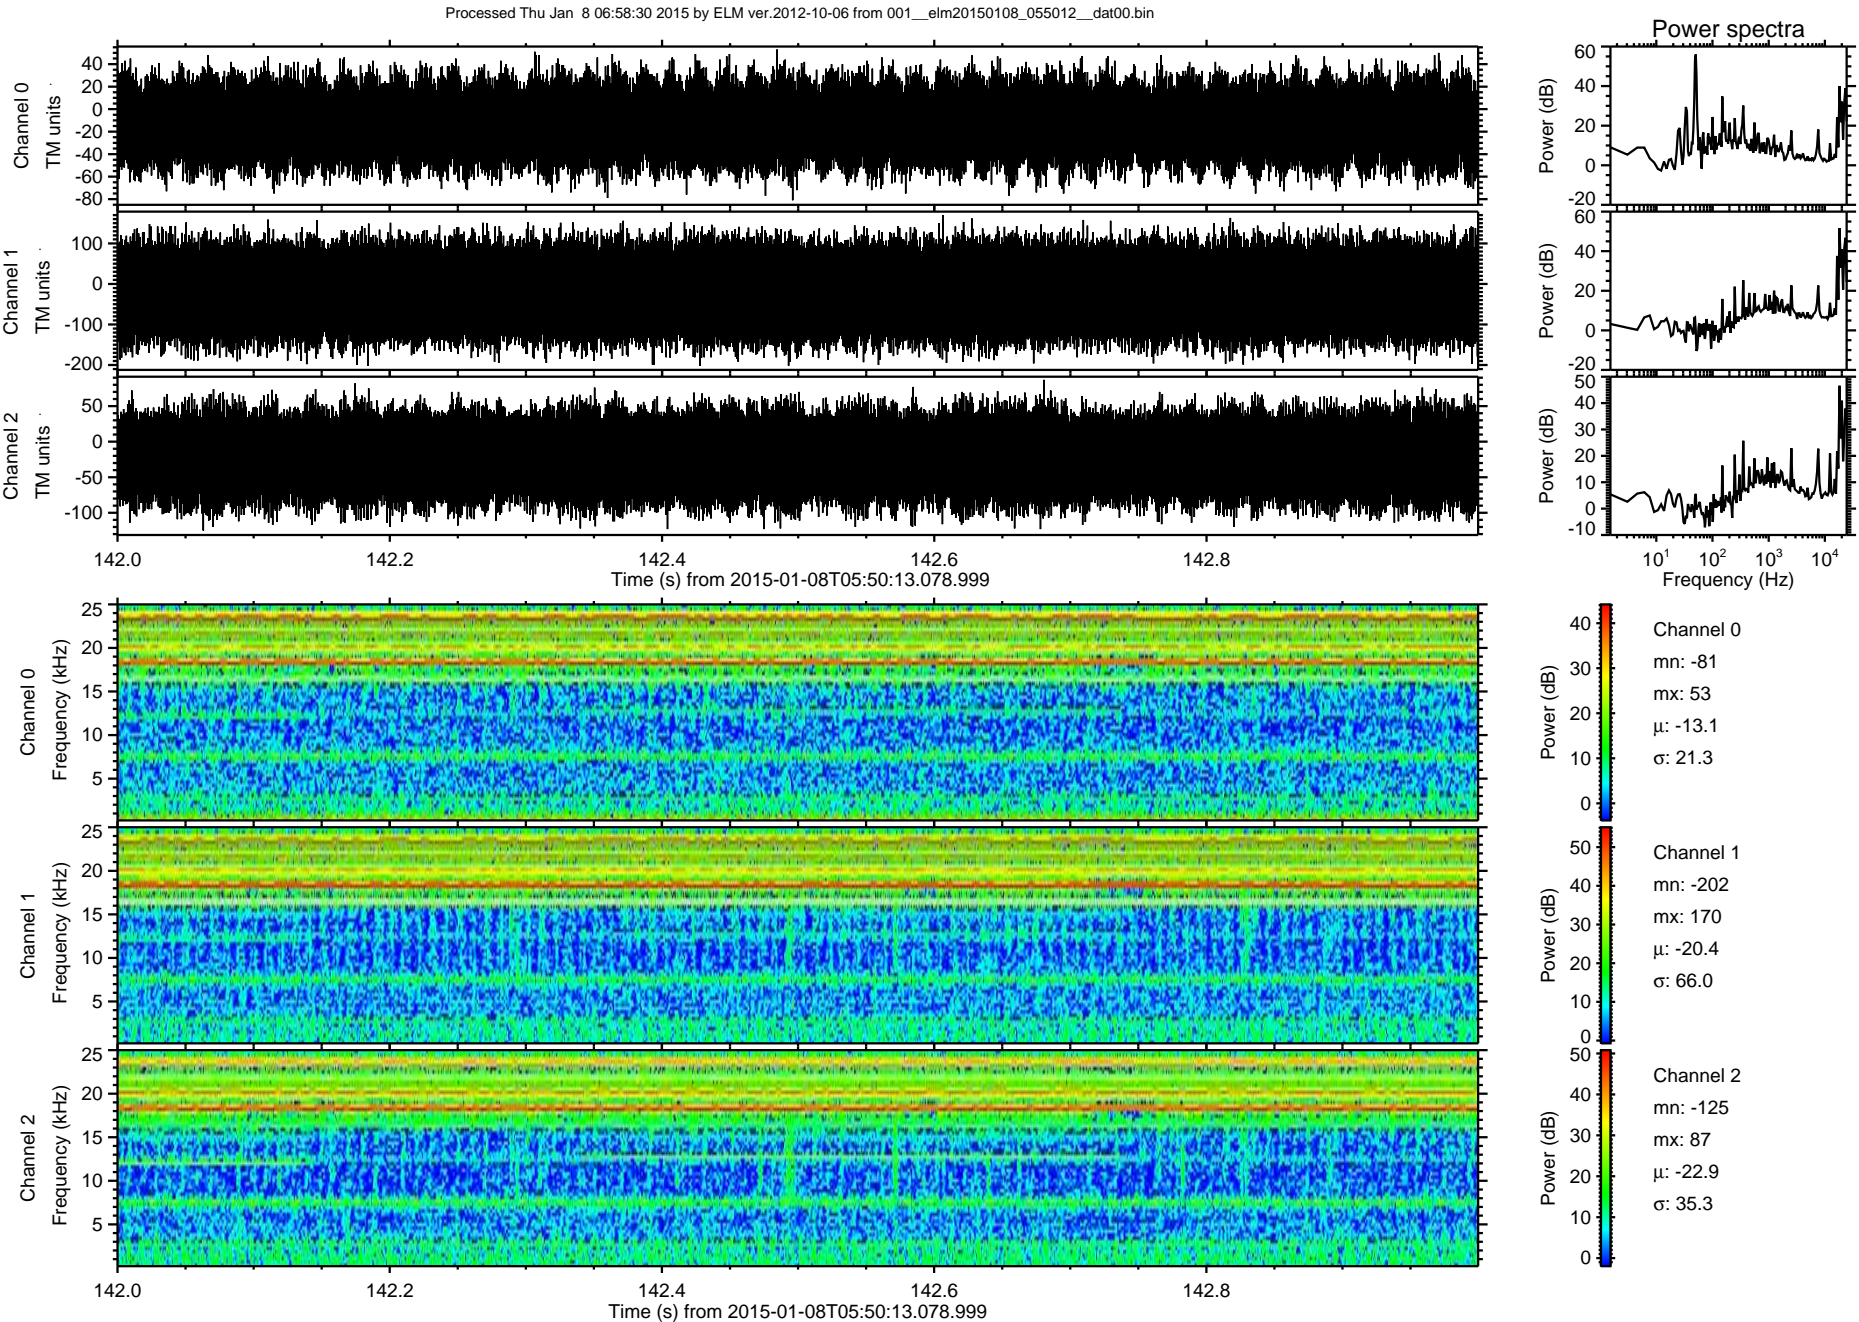 Processed Thu Jan  8 06:58:30 2015 by ELM ver.2012-10-06 from 001__elm20150108_055012__dat00.bin
Power spectra
Channel 0
TM units
40
20
0
-20
-40
-60
-80
Power (dB)
60
40
20
0
-20
Channel 1
TM units
100
0
-100
-200
Power (dB)
60
40
20
0
-20
Channel 2
TM units
50
0
-50
-100
Power (dB)
50
40
30
20
10
0
-10
142.0 142.2 142.4 142.6 142.8
Time (s) from 2015-01-08T05:50:13.078.999
10^1 10^2 10^3 10^4
Frequency (Hz)
Channel 0
Frequency (kHz)
25
20
15
10
5
Power (dB)
40
30
20
10
0
Channel 0
mn: -81
mx: 53
μ: -13.1
σ: 21.3
Channel 1
Frequency (kHz)
25
20
15
10
5
Power (dB)
50
40
30
20
10
0
Channel 1
mn: -202
mx: 170
μ: -20.4
σ: 66.0
Channel 2
Frequency (kHz)
25
20
15
10
5
Power (dB)
50
40
30
20
10
0
Channel 2
mn: -125
mx: 87
μ: -22.9
σ: 35.3
142.0 142.2 142.4 142.6 142.8
Time (s) from 2015-01-08T05:50:13.078.999